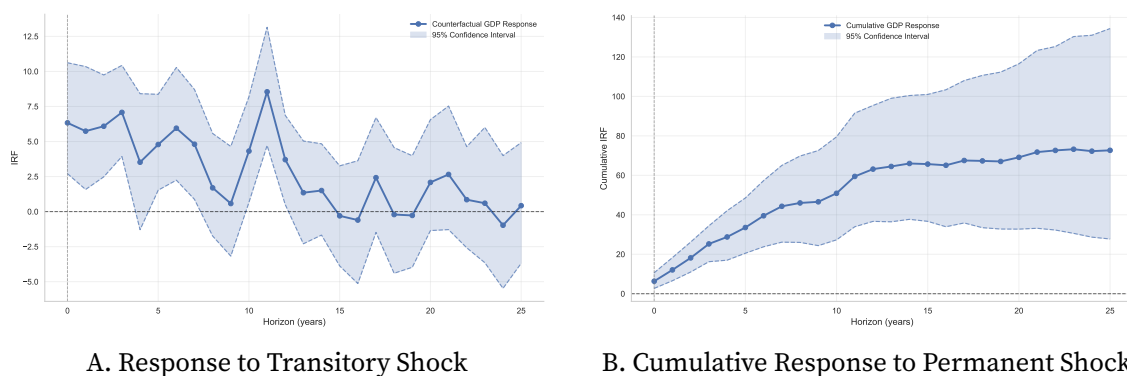 Counterfactual GDP Response
95% Confidence Interval
IRF
12.5
10.0
7.5
5.0
2.5
0.0
−2.5
−5.0
0
5
10
15
20
25
Horizon (years)
A. Response to Transitory Shock
Cumulative GDP Response
95% Confidence Interval
Cumulative IRF
140
120
100
80
60
40
20
0
0
5
10
15
20
25
Horizon (years)
B. Cumulative Response to Permanent Shock